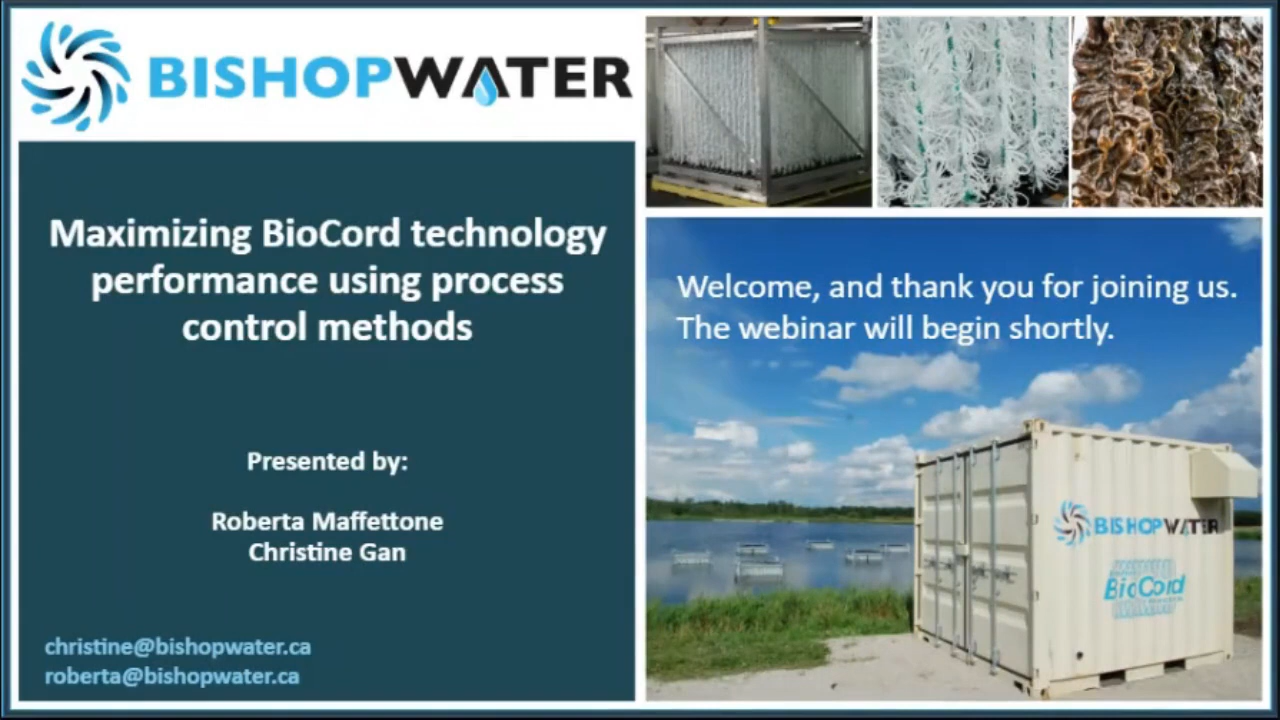 BISHOPWATER
Maximizing BioCord technology
performance using process
control methods
Presented by:
Roberta Maffettone
Christine Gan
christine@bishopwater.ca
roberta@bishopwater.ca
Welcome, and thank you for joining us.
The webinar will begin shortly.
BISHOPWATER
BioCord